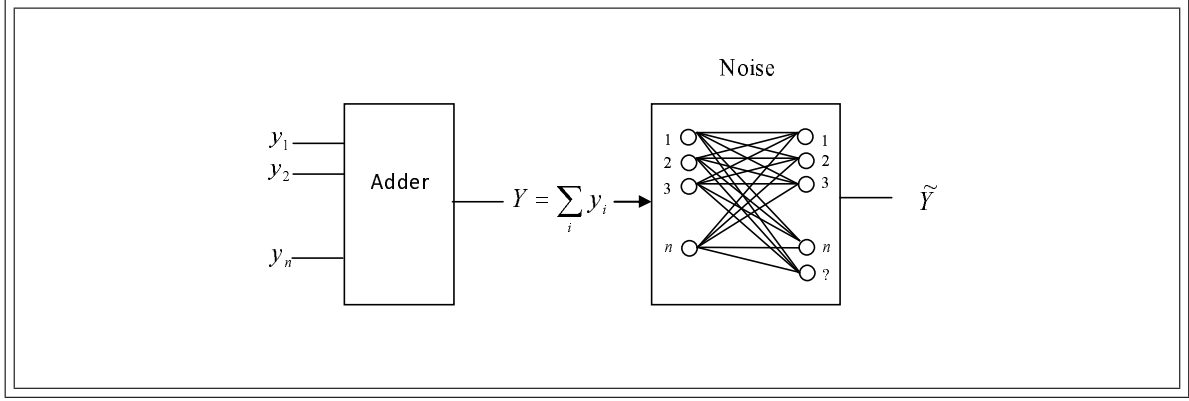 Noise
y₁
y₂
yₙ
Adder
Y = ∑ᵢ yᵢ
1
2
3
n
1
2
3
n
?
Ỹ